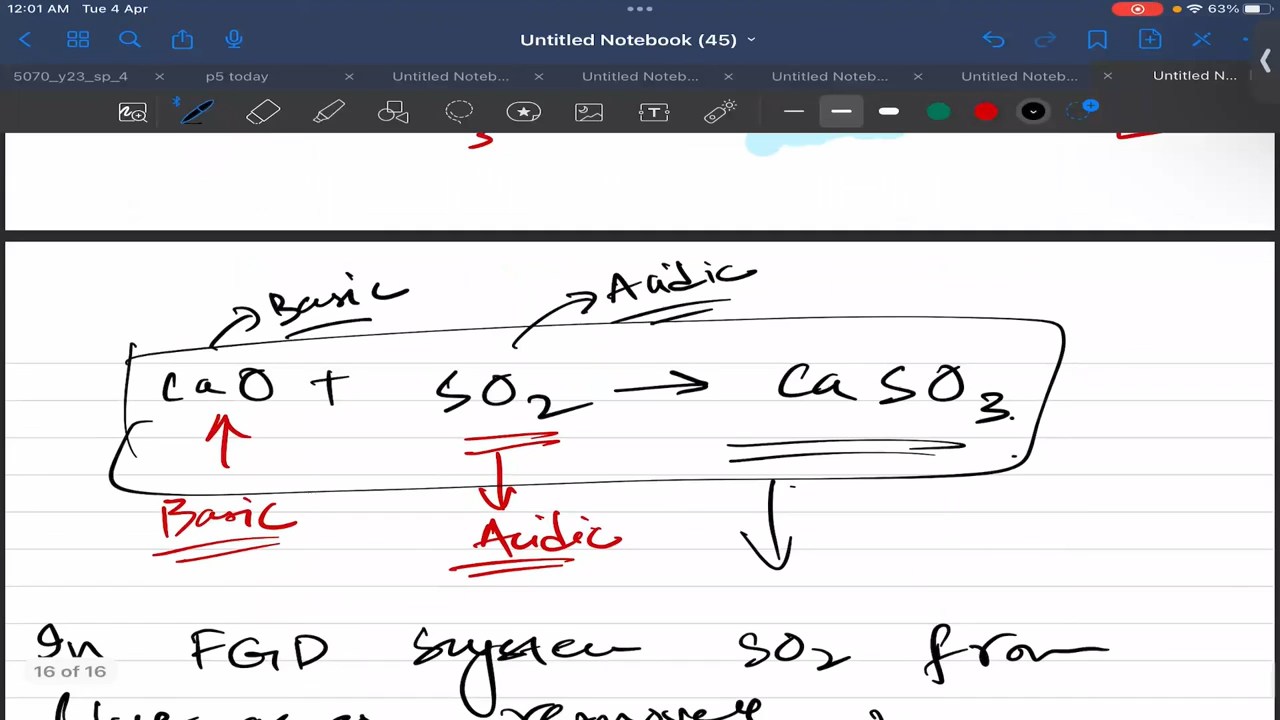 12:01 AM Tue 4 Apr
63%
Untitled Notebook (45)
5070_y23_sp_4 p5 today Untitled Noteb... Untitled Noteb... Untitled Noteb... Untitled Noteb... Untitled N...
T
s
Basic Acidic
CaO + SO2 → CaSO3.
Basic Acidic
In FGD system SO2 from
16 of 16